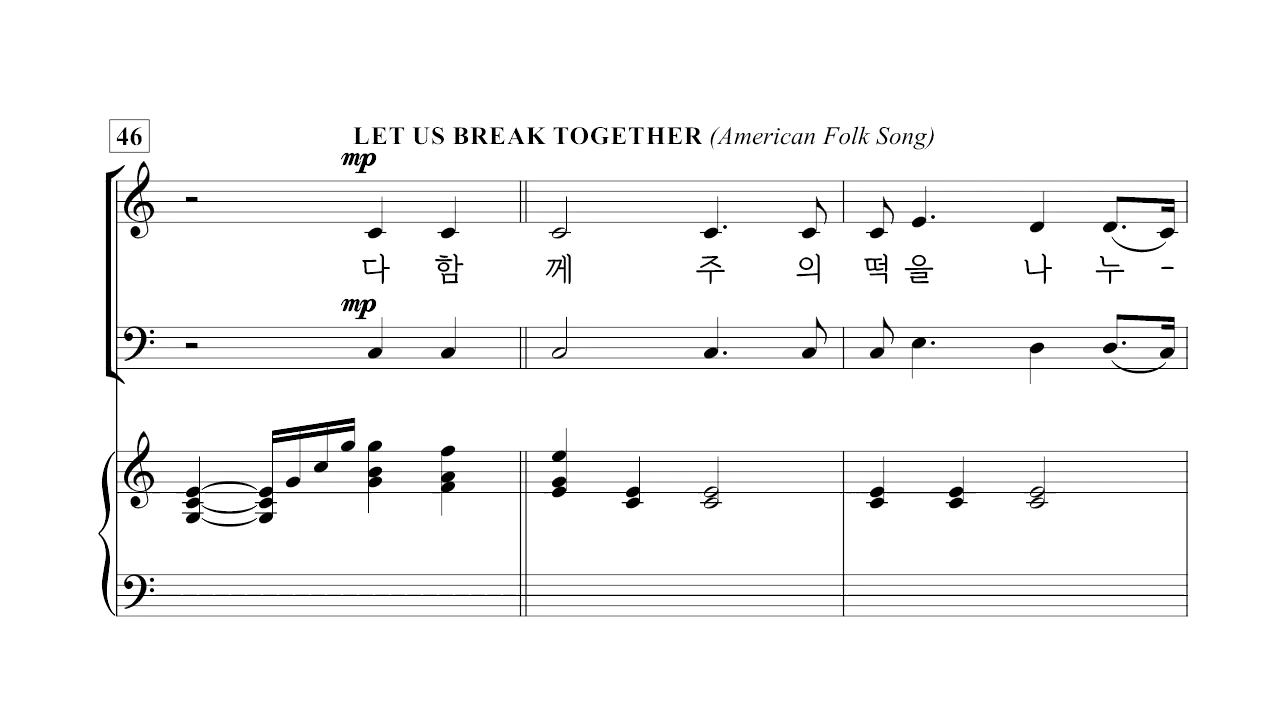 46 LET US BREAK TOGETHER (American Folk Song)
mp
다 함 께 주 의 떡 을 나 누 -
mp